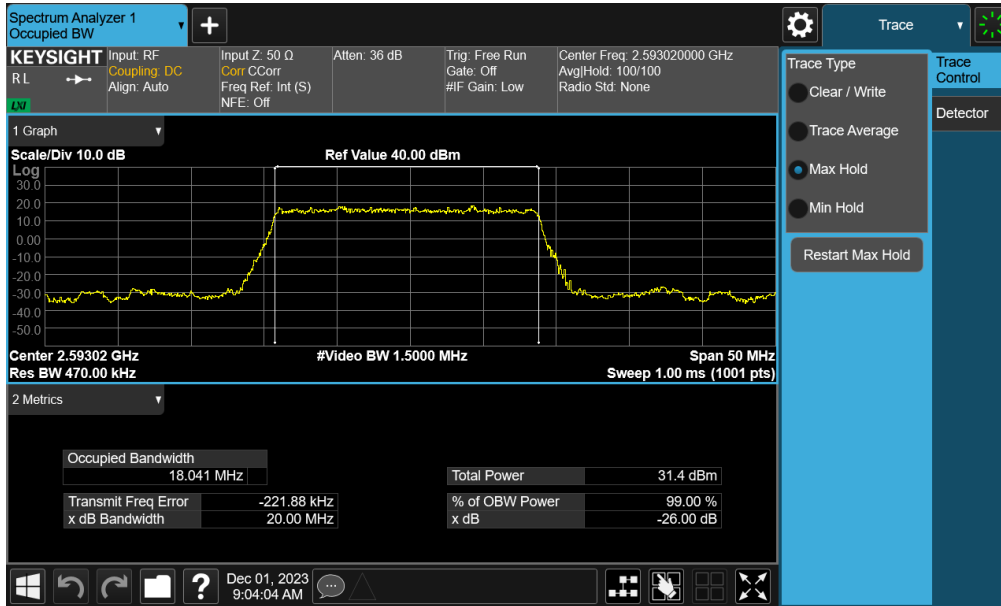 Spectrum Analyzer 1
Occupied BW
+
Trace
KEYSIGHT
R L
LXI
Input: RF
Coupling: DC
Align: Auto
Input Z: 50 Ω
Corr CCorr
Freq Ref: Int (S)
NFE: Off
Atten: 36 dB
Trig: Free Run
Gate: Off
#IF Gain: Low
Center Freq: 2.593020000 GHz
Avg|Hold: 100/100
Radio Std: None
Trace Type
Clear / Write
Trace Average
Max Hold
Min Hold
Restart Max Hold
Trace
Control
Detector
1 Graph
Scale/Div 10.0 dB
Ref Value 40.00 dBm
Log
30.0
20.0
10.0
0.00
-10.0
-20.0
-30.0
-40.0
-50.0
Center 2.59302 GHz
#Video BW 1.5000 MHz
Span 50 MHz
Res BW 470.00 kHz
Sweep 1.00 ms (1001 pts)
2 Metrics
Occupied Bandwidth
18.041 MHz
Total Power 31.4 dBm
Transmit Freq Error -221.88 kHz
% of OBW Power 99.00 %
x dB Bandwidth 20.00 MHz
x dB -26.00 dB
?
Dec 01, 2023
9:04:04 AM